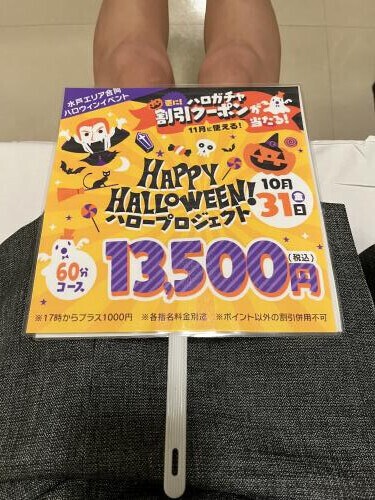 水戸エリア合同
ハロウィンイベント
更に!ハロガチャ
割引クーポンが
当たる!
11月に使える!
HAPPY
HALLOWEEN!
ハロープロジェクト
10月
31日
60分
コース
13,500円
(税込)
※17時からプラス1000円 ※各指名料金別途 ※ポイント以外の割引併用不可